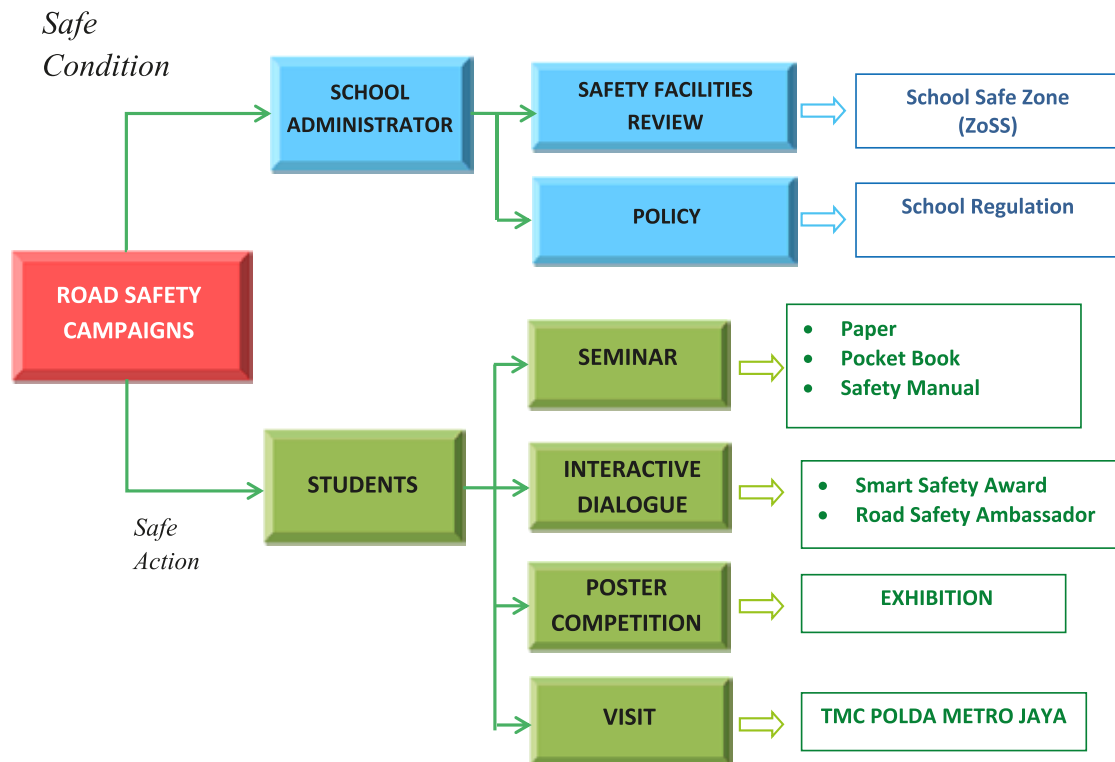 Safe
Condition
SCHOOL
ADMINISTRATOR
SAFETY FACILITIES
REVIEW
School Safe Zone
(ZoSS)
POLICY
School Regulation
ROAD SAFETY
CAMPAIGNS
SEMINAR
• Paper
• Pocket Book
• Safety Manual
STUDENTS
INTERACTIVE
DIALOGUE
• Smart Safety Award
• Road Safety Ambassador
Safe
Action
POSTER
COMPETITION
EXHIBITION
VISIT
TMC POLDA METRO JAYA